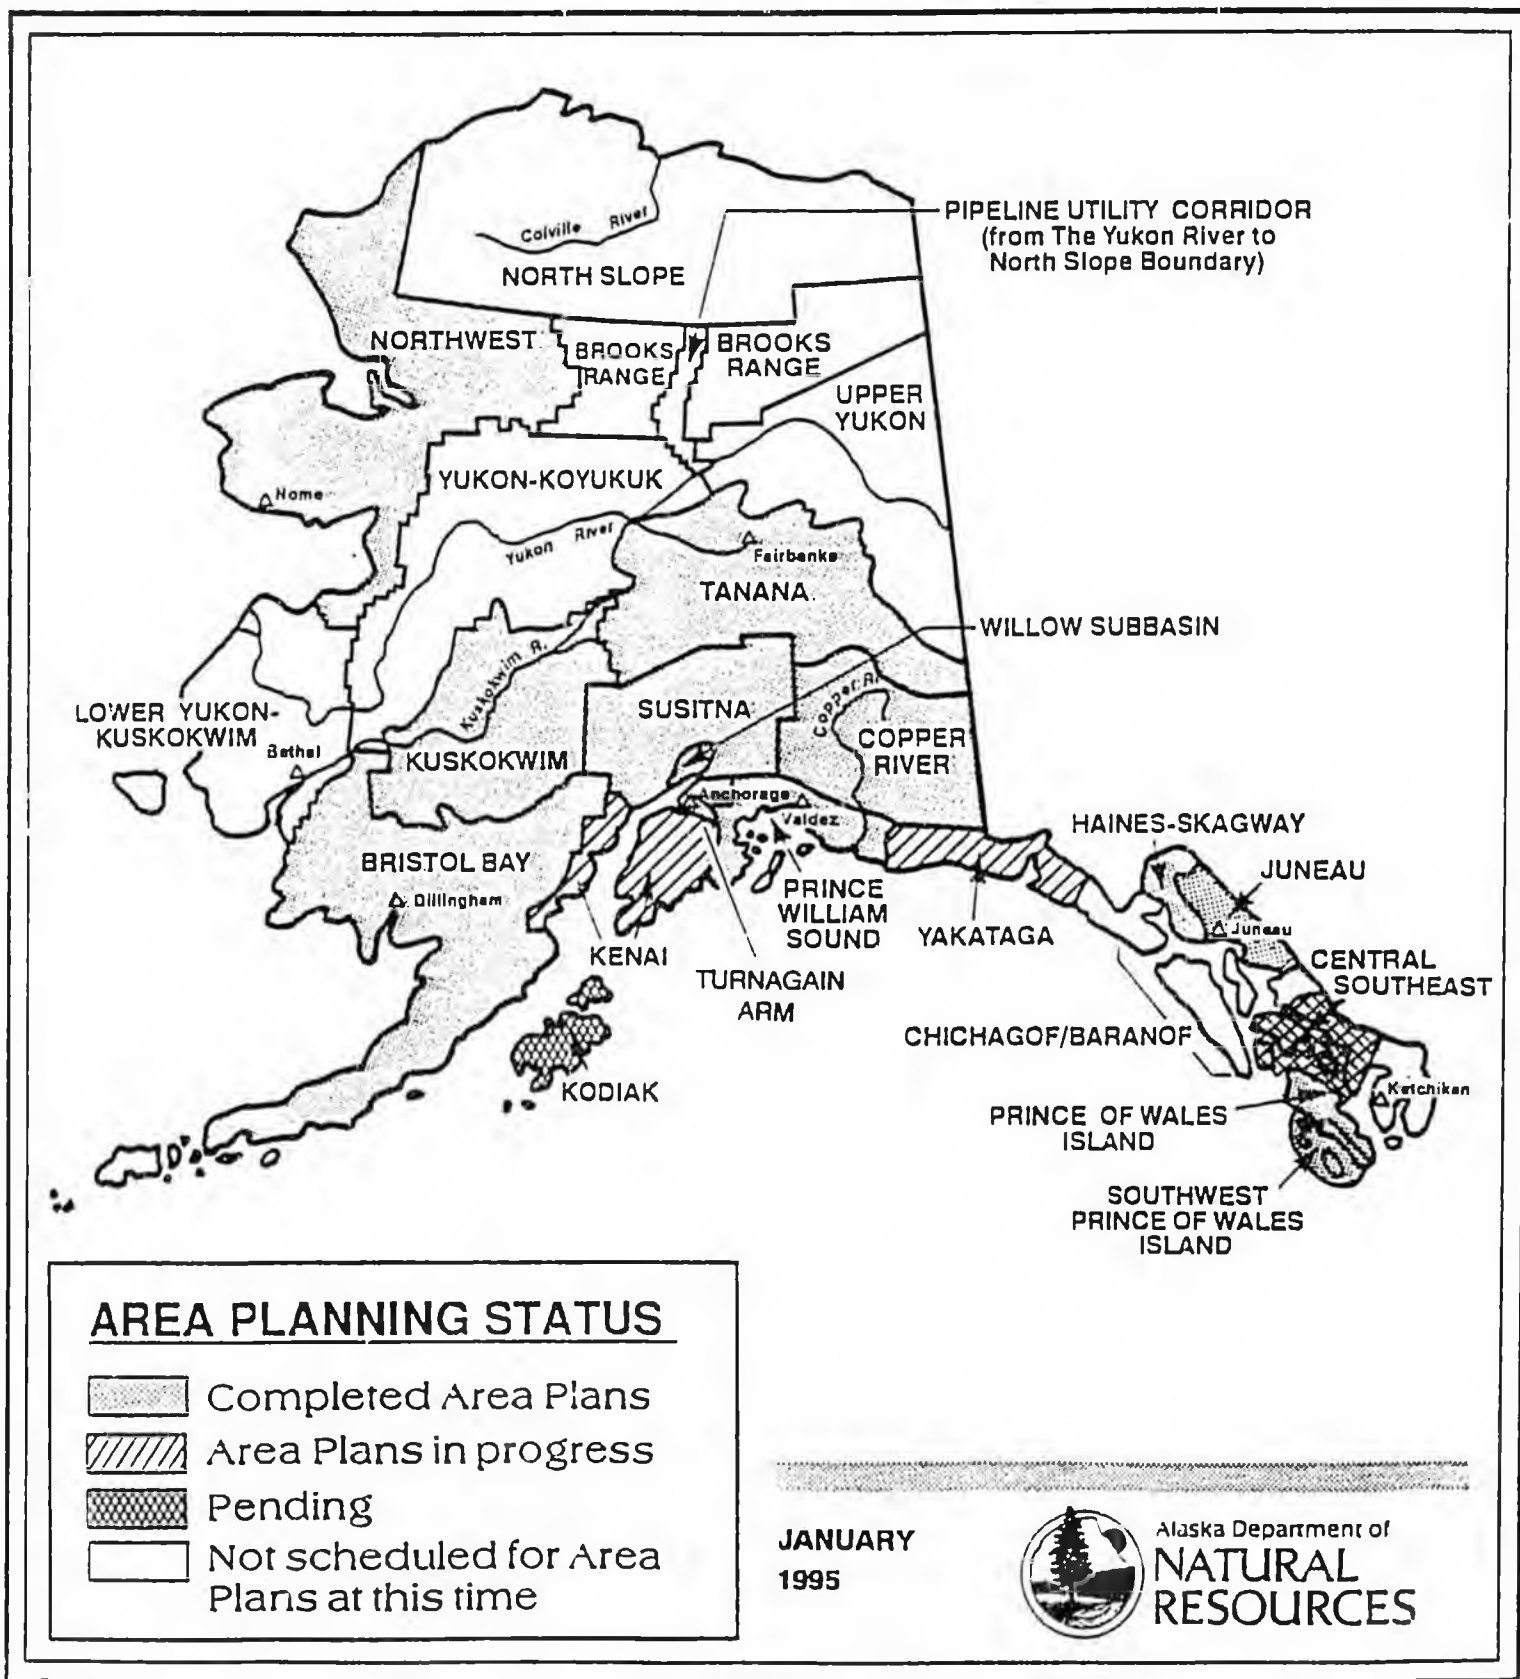 Colville River
PIPELINE UTILITY CORRIDOR
(from The Yukon River to
North Slope Boundary)
NORTH SLOPE
NORTHWEST
BROOKS
RANGE
BROOKS
RANGE
UPPER
YUKON
YUKON-KOYUKUK
Nome
Yukon River
Fairbanks
TANANA
WILLOW SUBBASIN
Kuskokwim R.
SUSITNA
Copper R.
LOWER YUKON-
KUSKOKWIM
Bethel
KUSKOKWIM
COPPER
RIVER
Anchorage
Valdez
HAINES-SKAGWAY
BRISTOL BAY
JUNEAU
Dillingham
PRINCE
WILLIAM
SOUND
YAKATAGA
Juneau
KENAI
TURNAGAIN
ARM
CENTRAL
SOUTHEAST
CHICHAGOF/BARANOF
KODIAK
Ketchikan
PRINCE OF WALES
ISLAND
SOUTHWEST
PRINCE OF WALES
ISLAND
AREA PLANNING STATUS
Completed Area Plans
Area Plans in progress
Pending
Not scheduled for Area
Plans at this time
JANUARY
1995
Alaska Department of
NATURAL
RESOURCES